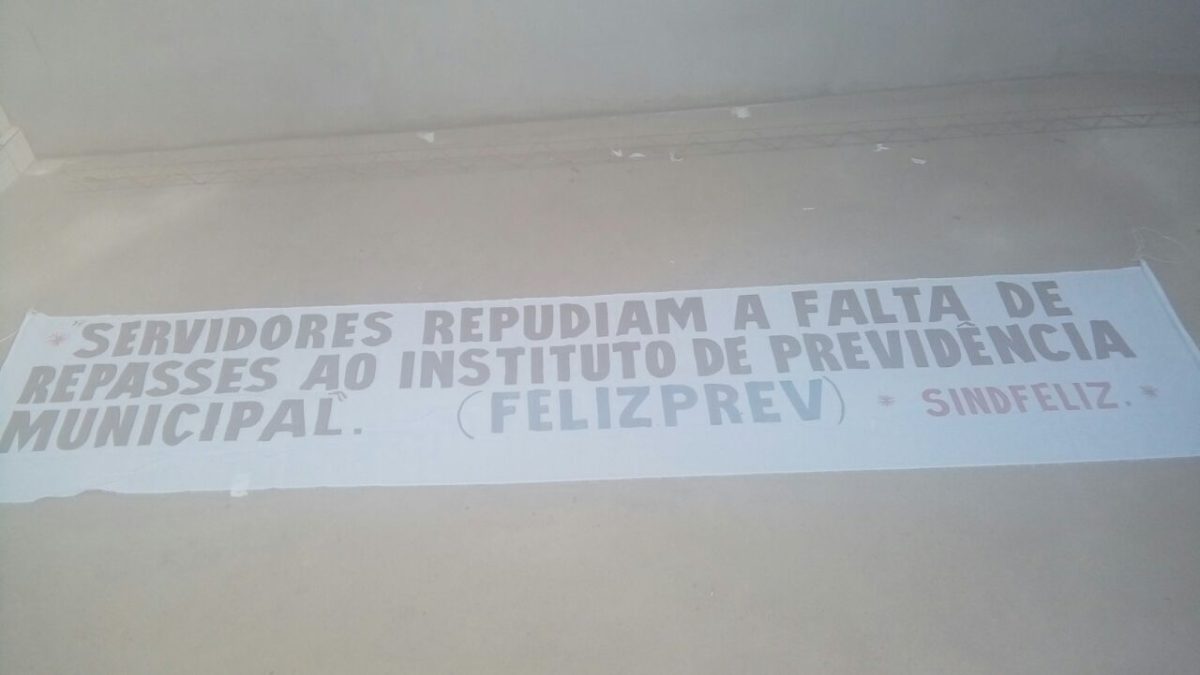 * "SERVIDORES REPUDIAM A FALTA DE
REPASSES AO INSTITUTO DE PREVIDÊNCIA
MUNICIPAL". (FELIZPREV) * SINDFELIZ. *